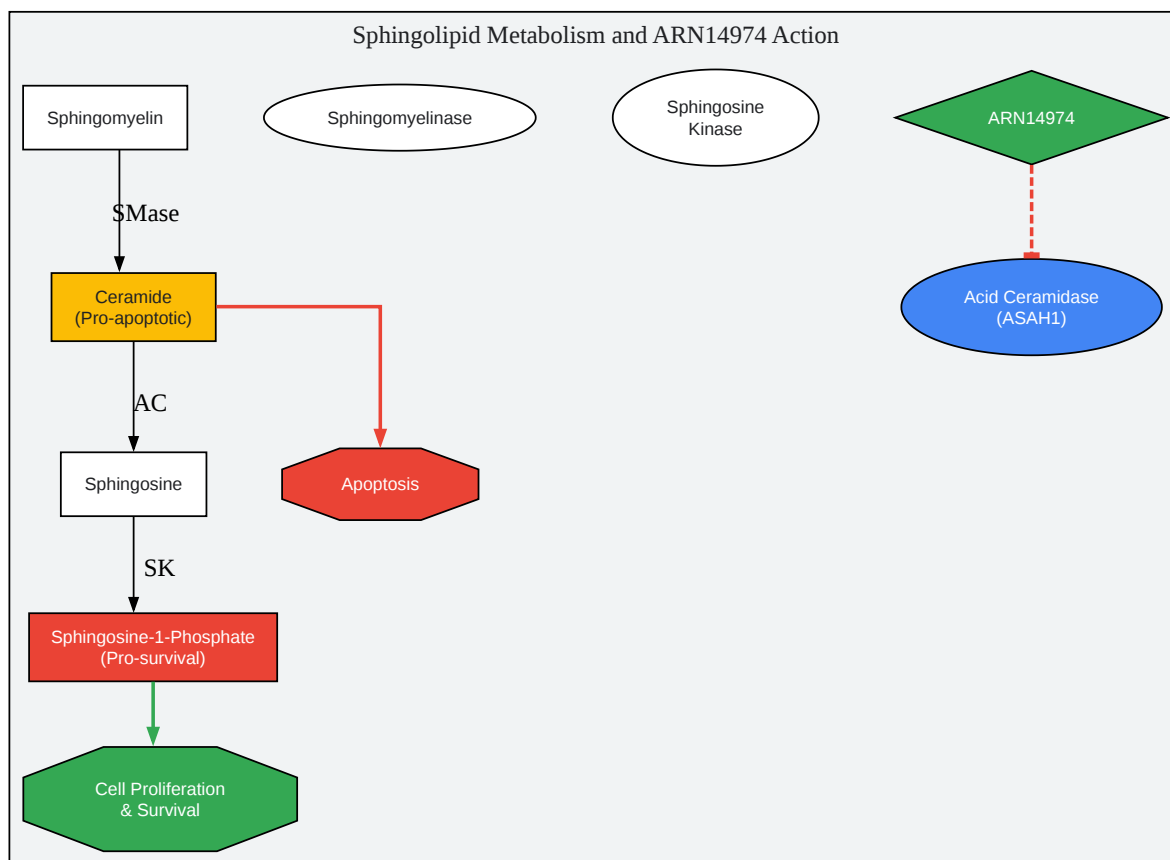 Sphingolipid Metabolism and ARN14974 Action
Sphingomyelin
Sphingomyelinase
Sphingosine
Kinase
ARN14974
SMase
Ceramide
(Pro-apoptotic)
Acid Ceramidase
(ASAH1)
AC
Sphingosine
Apoptosis
SK
Sphingosine-1-Phosphate
(Pro-survival)
Cell Proliferation
& Survival